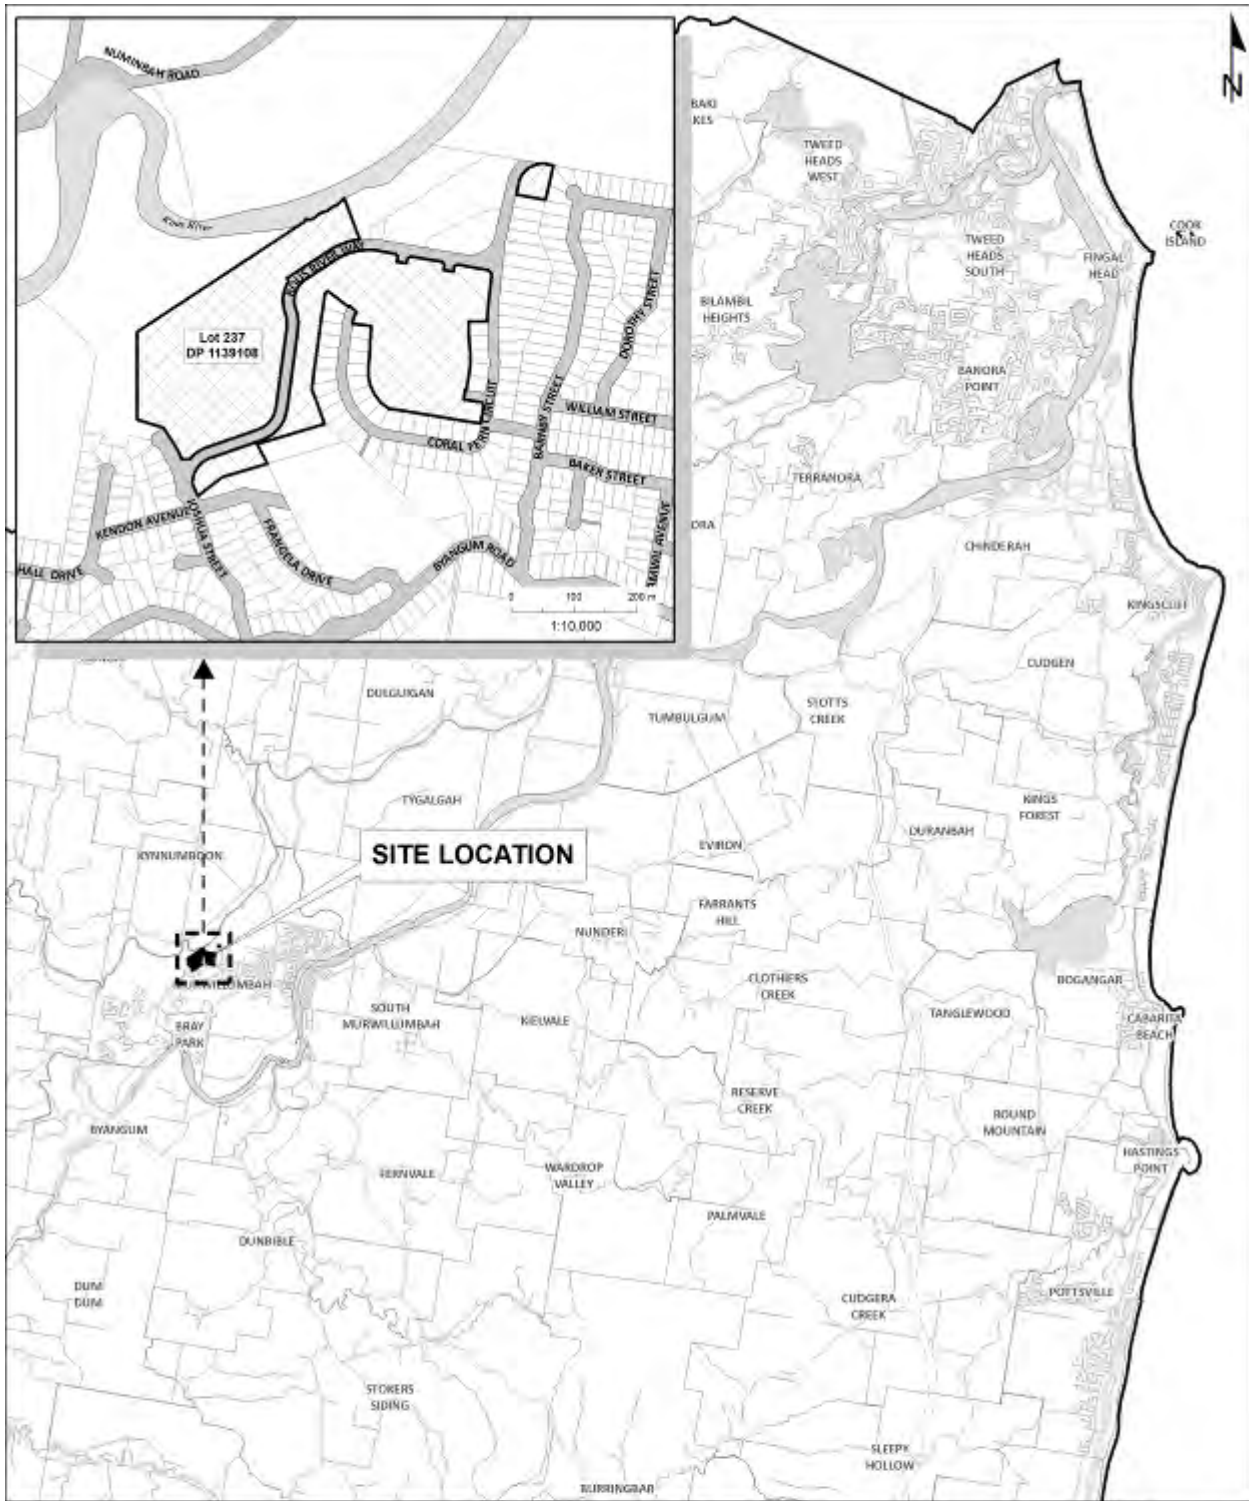 N
NUMINBAH ROAD
Rous River
ROUS RIVER WAY
Lot 237
DP 1139108
DOROTHY STREET
WILLIAM STREET
BARNBY STREET
CORAL FERN CIRCUIT
BAKER STREET
KENDON AVENUE
JOSHUA STREET
FRANGELA DRIVE
BYANGUM ROAD
HALL DRIVE
0 100 200 m
1:10,000
TWEED
HEADS
WEST
COOK
ISLAND
TWEED
HEADS
SOUTH
FINGAL
HEAD
BILAMBIL
HEIGHTS
BANORA
POINT
TERRANORA
CHINDERAH
KINGSCLIFF
CUDGEN
DULGUIGAN
STOTTS
CREEK
TUMBULGUM
TYGALGAH
KINGS
FOREST
DURANBAH
EVIRON
KYNNUMBOON
SITE LOCATION
FARRANTS
HILL
NUNDERI
CLOTHIERS
CREEK
BOGANGAR
MURWILLUMBAH
SOUTH
MURWILLUMBAH
KIELVALE
TANGLEWOOD
CABARITA
BEACH
BRAY
PARK
RESERVE
CREEK
ROUND
MOUNTAIN
BYANGUM
HASTINGS
POINT
FERNVALE
WARDROP
VALLEY
PALMVALE
DUNBIBLE
DUM
DUM
CUDGERA
CREEK
POTTSVILLE
STOKERS
SIDING
SLEEPY
HOLLOW
BURRINGBAR